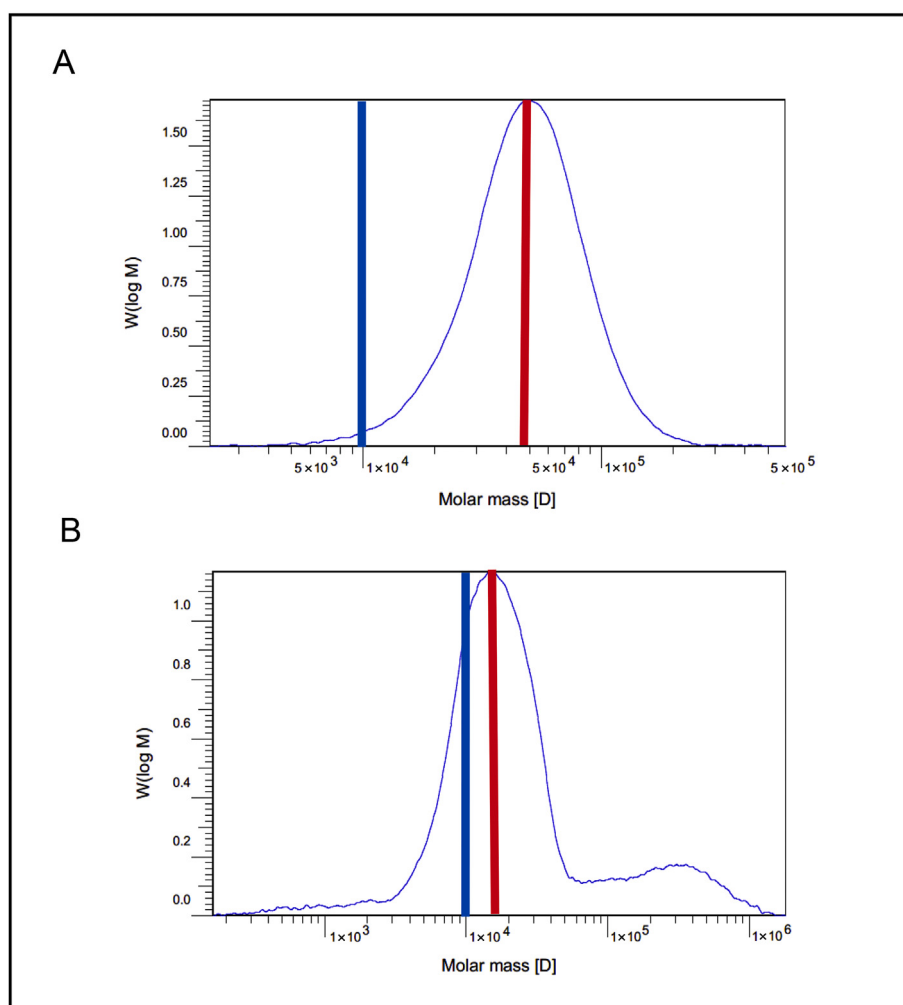 A
W(log M)
1.50
1.25
1.00
0.75
0.50
0.25
0.00
5×10³ 1×10⁴ 5×10⁴ 1×10⁵ 5×10⁵
Molar mass [D]
B
W(log M)
1.0
0.8
0.6
0.4
0.2
0.0
1×10³ 1×10⁴ 1×10⁵ 1×10⁶
Molar mass [D]